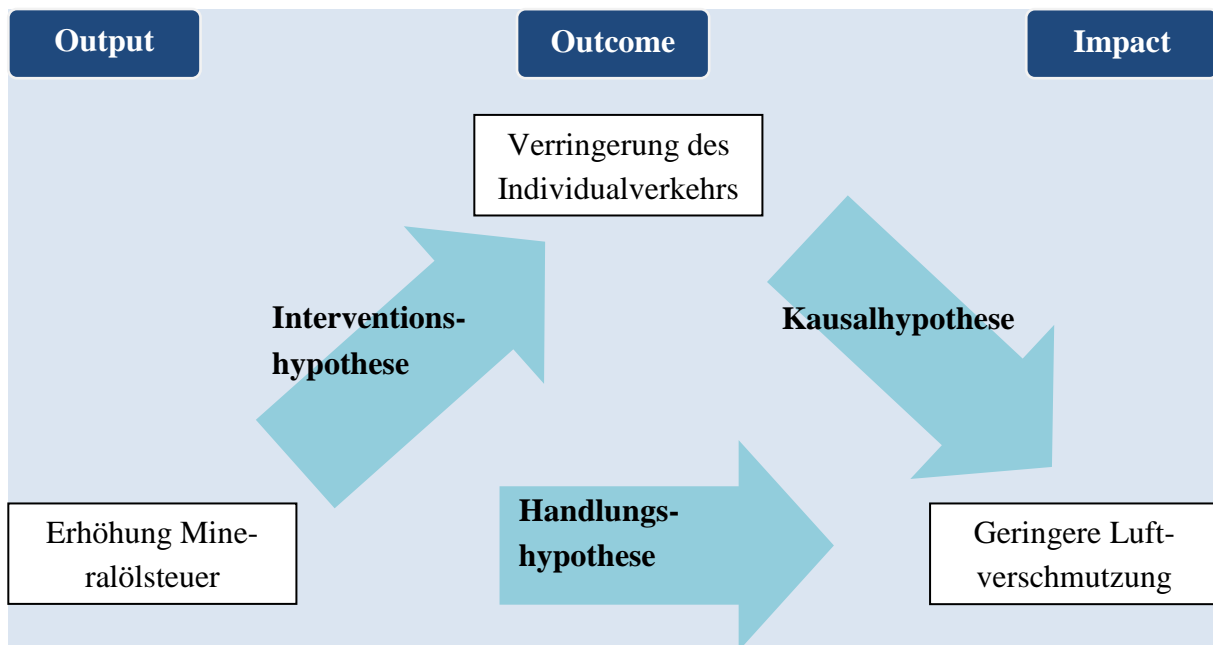 Output
Outcome
Impact
Verringerung des
Individualverkehrs
Interventions-
hypothese
Kausalhypothese
Handlungs-
hypothese
Erhöhung Mine-
ralölsteuer
Geringere Luft-
verschmutzung